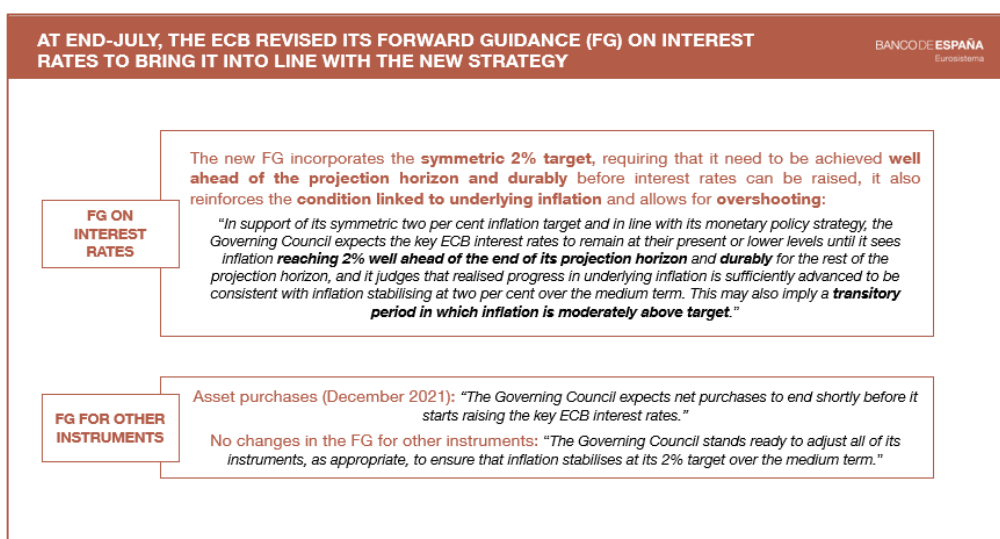 AT END-JULY, THE ECB REVISED ITS FORWARD GUIDANCE (FG) ON INTEREST
RATES TO BRING IT INTO LINE WITH THE NEW STRATEGY
BANCODEESPAÑA
Eurosistema
FG ON
INTEREST
RATES
The new FG incorporates the symmetric 2% target, requiring that it need to be achieved well
ahead of the projection horizon and durably before interest rates can be raised, it also
reinforces the condition linked to underlying inflation and allows for overshooting:
"In support of its symmetric two per cent inflation target and in line with its monetary policy strategy, the
Governing Council expects the key ECB interest rates to remain at their present or lower levels until it sees
inflation reaching 2% well ahead of the end of its projection horizon and durably for the rest of the
projection horizon, and it judges that realised progress in underlying inflation is sufficiently advanced to be
consistent with inflation stabilising at two per cent over the medium term. This may also imply a transitory
period in which inflation is moderately above target."
FG FOR OTHER
INSTRUMENTS
Asset purchases (December 2021): "The Governing Council expects net purchases to end shortly before it
starts raising the key ECB interest rates."
No changes in the FG for other instruments: "The Governing Council stands ready to adjust all of its
instruments, as appropriate, to ensure that inflation stabilises at its 2% target over the medium term."